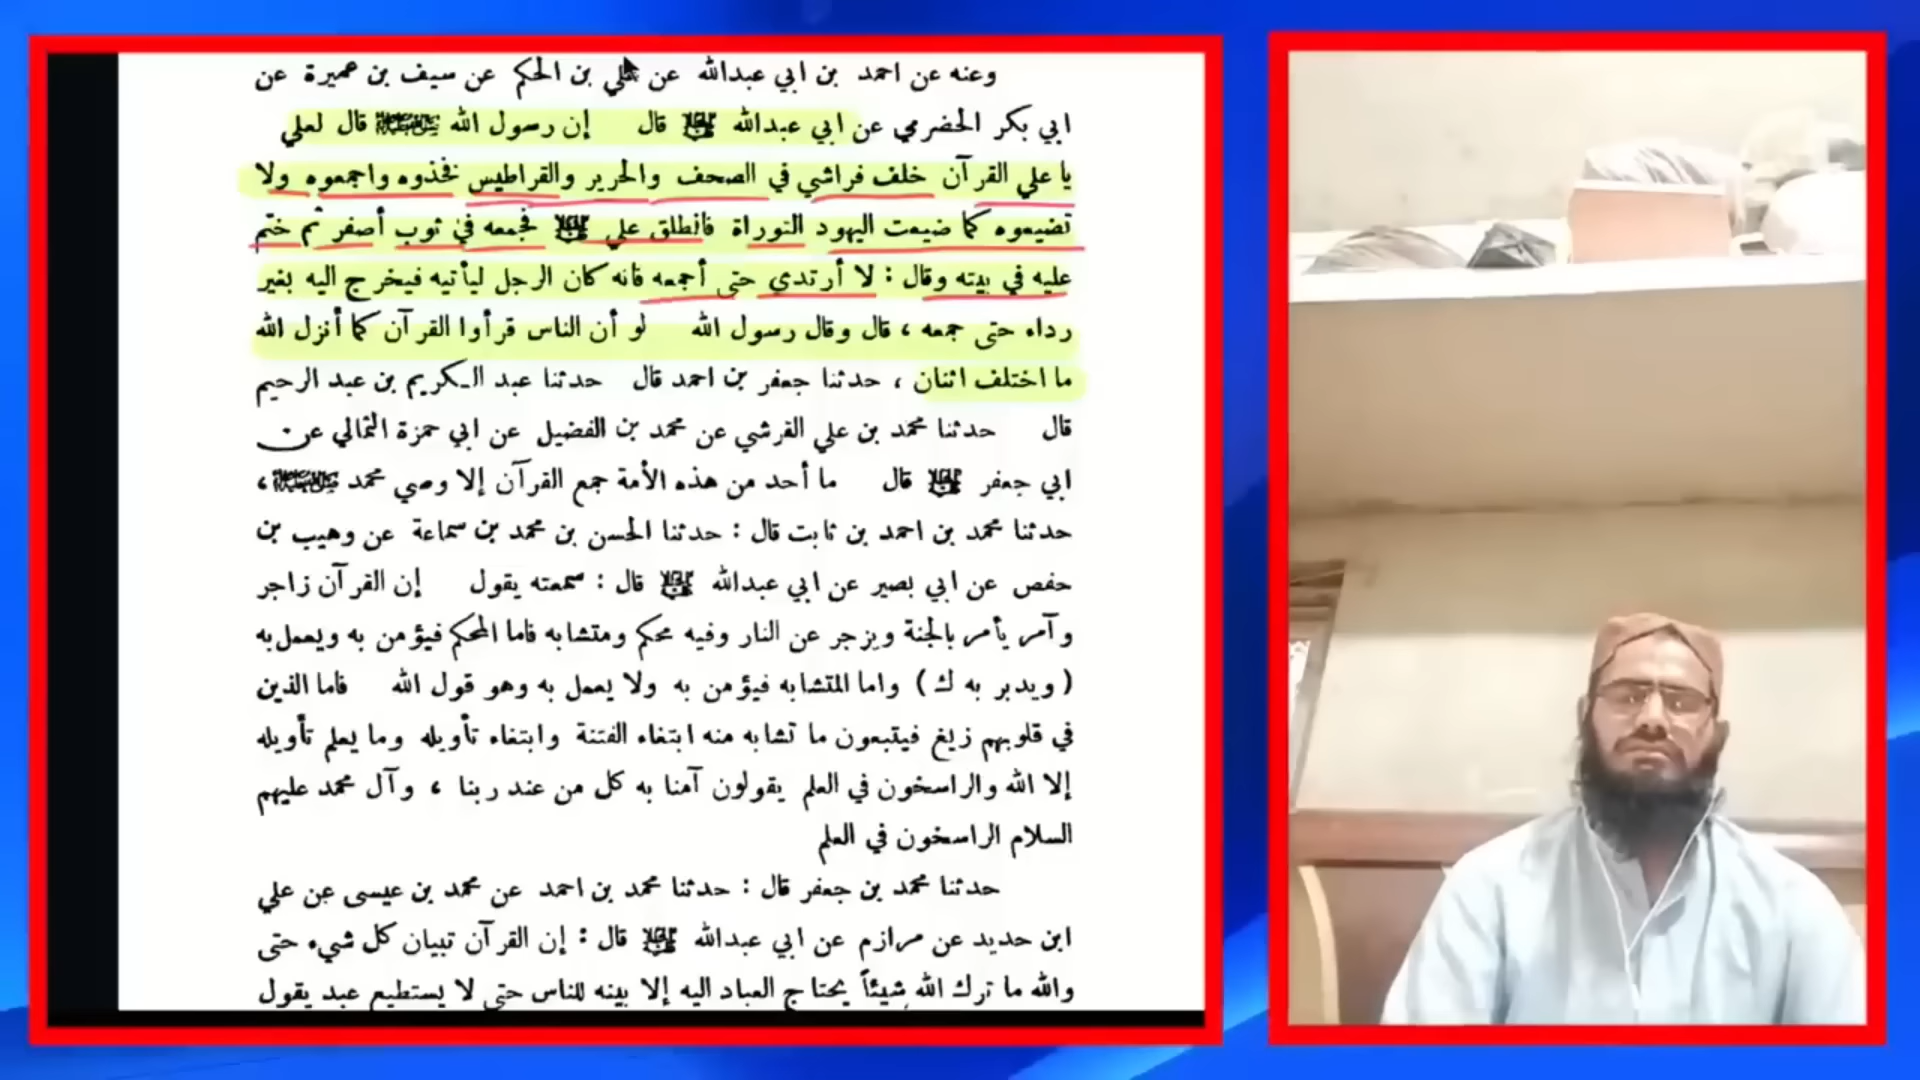 وعنه عن احمد بن ابي عبدالله عن علي بن الحكم عن سيف بن عميرة عن
ابي بكر الحضرمي عن ابي عبدالله قال إن رسول الله قال لعلي
يا علي القرآن خلف فراشي في الصحف والحرير والقراطيس فخذوه واجمعوه ولا
تضيعوه كما ضيعت اليهود التوراة فانطلق علي فجمعه في ثوب أصفر ثم ختم
عليه في بيته وقال : لا أرتدي حتى أجمعه فانه كان الرجل ليأتيه فيخرج اليه بغير
رداء حتى جمعه ، قال وقال رسول الله لو أن الناس قرأوا القرآن كما أنزل الله
ما اختلف اثنان ، حدثنا جعفر بن احمد قال حدثنا عبد الكريم بن عبد الرحيم
قال حدثنا محمد بن علي القرشي عن محمد بن الفضيل عن ابي حمزة الثمالي عن
ابي جعفر قال ما أحد من هذه الأمة جمع القرآن إلا وصي محمد ،
حدثنا محمد بن احمد بن ثابت قال : حدثنا الحسن بن محمد بن سماعة عن وهيب بن
حفص عن ابي بصير عن ابي عبدالله قال : سمعته يقول إن القرآن زاجر
وآمر يأمر بالجنة ويزجر عن النار وفيه محكم ومتشابه فاما المحكم فيؤمن به ويعمل به
( ويدبر به ك ) واما المتشابه فيؤمن به ولا يعمل به وهو قول الله فاما الذين
في قلوبهم زيغ فيتبعون ما تشابه منه ابتغاء الفتنة وابتغاء تأويله وما يعلم تأويله
إلا الله والراسخون في العلم يقولون آمنا به كل من عند ربنا ، وآل محمد عليهم
السلام الراسخون في العلم
حدثنا محمد بن جعفر قال : حدثنا محمد بن احمد عن محمد بن عيسى عن علي
ابن حديد عن مرازم عن ابي عبدالله قال : إن القرآن تبيان كل شيء حتى
والله ما ترك الله شيئاً يحتاج العباد اليه إلا بينه للناس حتى لا يستطيع عبد يقول